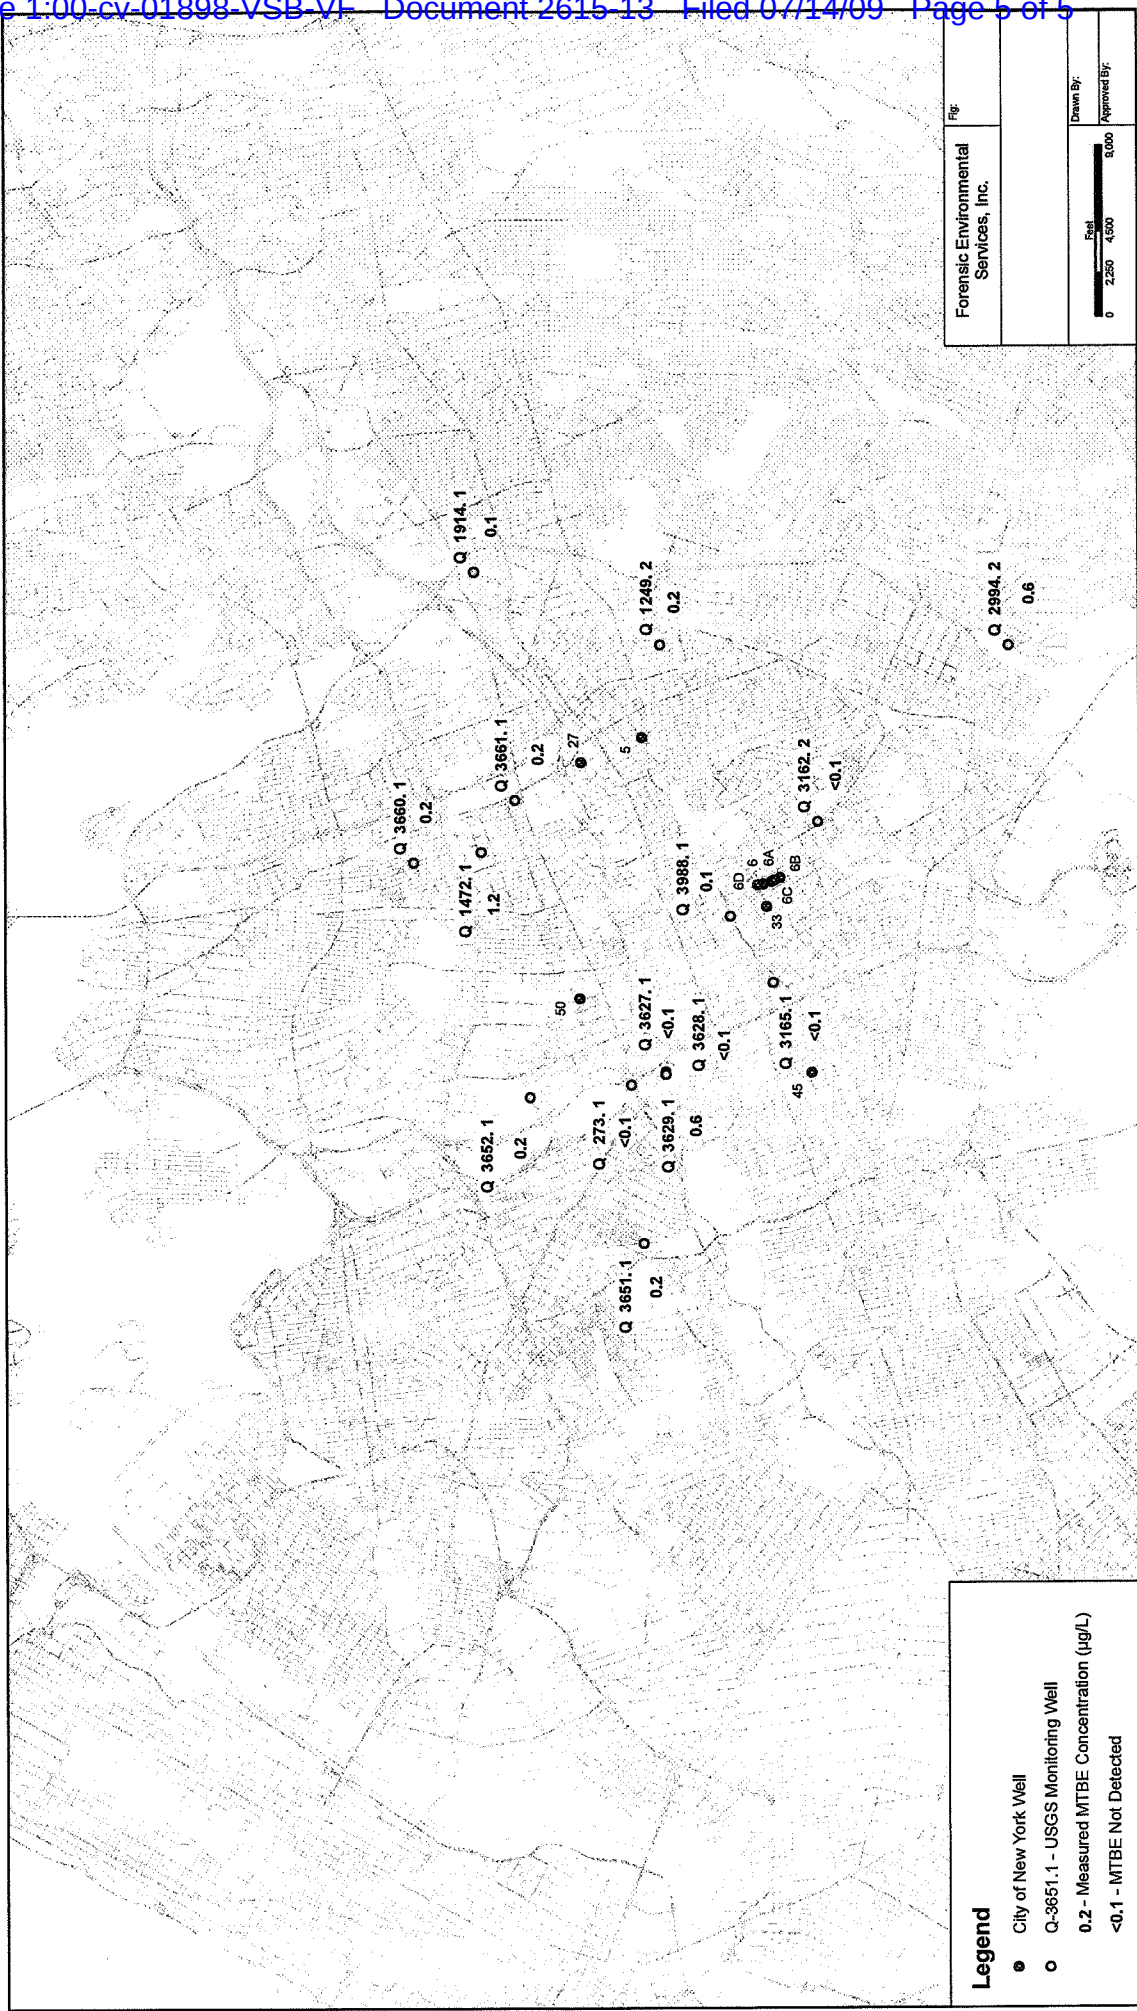 e 1:00-cv-01898-VSB-VF Document 2615-13 Filed 07/14/09 Page 5 of 5
Q 1914. 1
0.1
Q 1249. 2
0.2
Q 2994. 2
0.6
Q 3660. 1
0.2
Q 3661. 1
0.2
27
5
Q 1472. 1
1.2
Q 3162. 2
<0.1
Q 3988. 1
0.1
6D
6
6A
6B
6C
33
50
Q 3627. 1
<0.1
Q 3628. 1
<0.1
Q 3165. 1
<0.1
45
Q 3652. 1
0.2
Q 273. 1
<0.1
Q 3629. 1
0.6
Q 3651. 1
0.2
Legend
City of New York Well
Q-3651.1 - USGS Monitoring Well
0.2 - Measured MTBE Concentration (µg/L)
<0.1 - MTBE Not Detected
Forensic Environmental
Services, Inc.
Fig:
Feet
0 2,250 4,500 9,000
Drawn By:
Approved By: